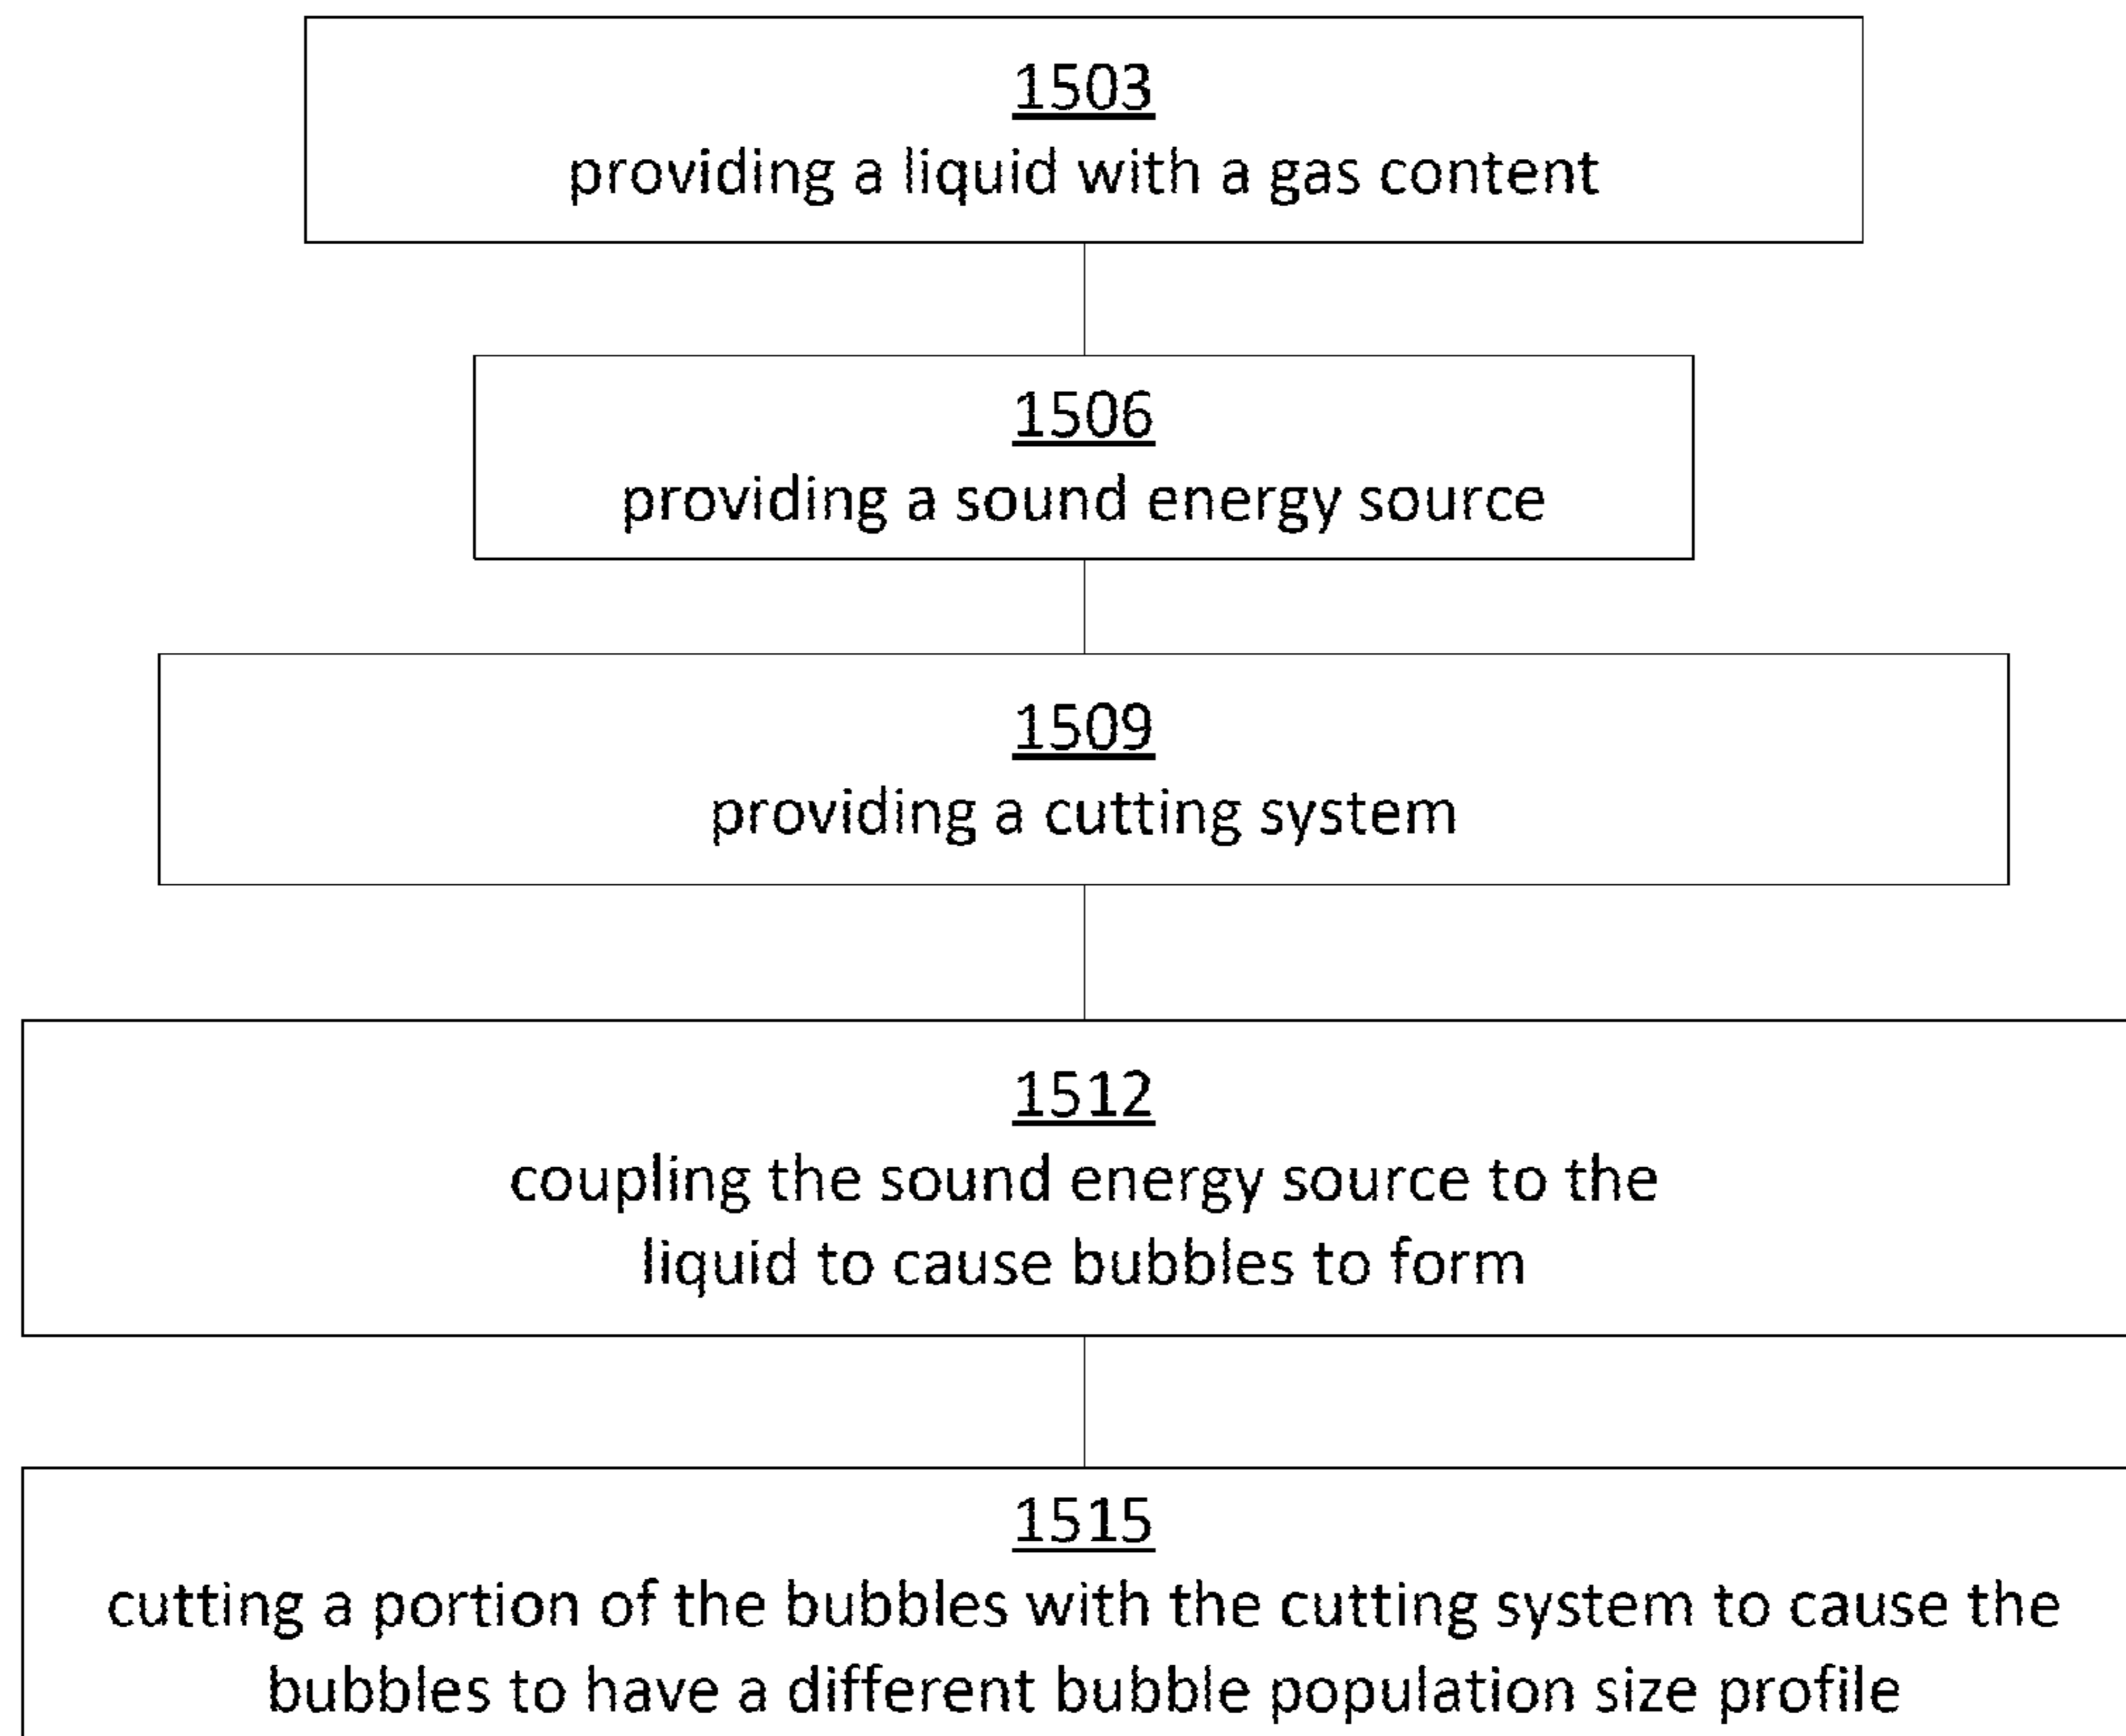 1503
providing a liquid with a gas content
1506
providing a sound energy source
1509
providing a cutting system
1512
coupling the sound energy source to the
liquid to cause bubbles to form
1515
cutting a portion of the bubbles with the cutting system to cause the
bubbles to have a different bubble population size profile